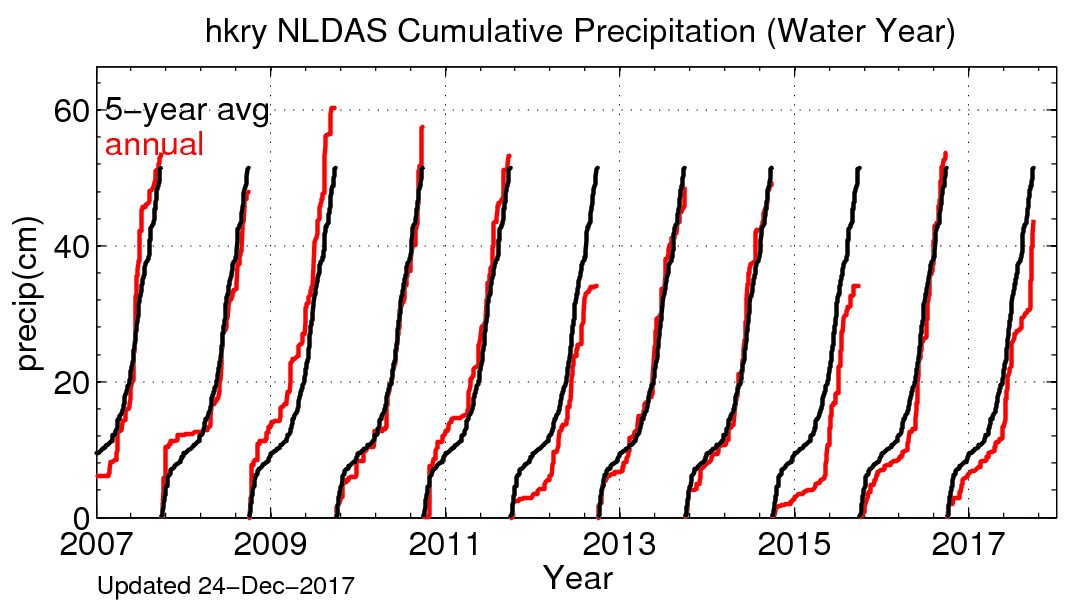 hkry NLDAS Cumulative Precipitation (Water Year)
60
5−year avg
annual
40
20
0
precip(cm)
2007 2009 2011 2013 2015 2017
Year
Updated 24−Dec−2017